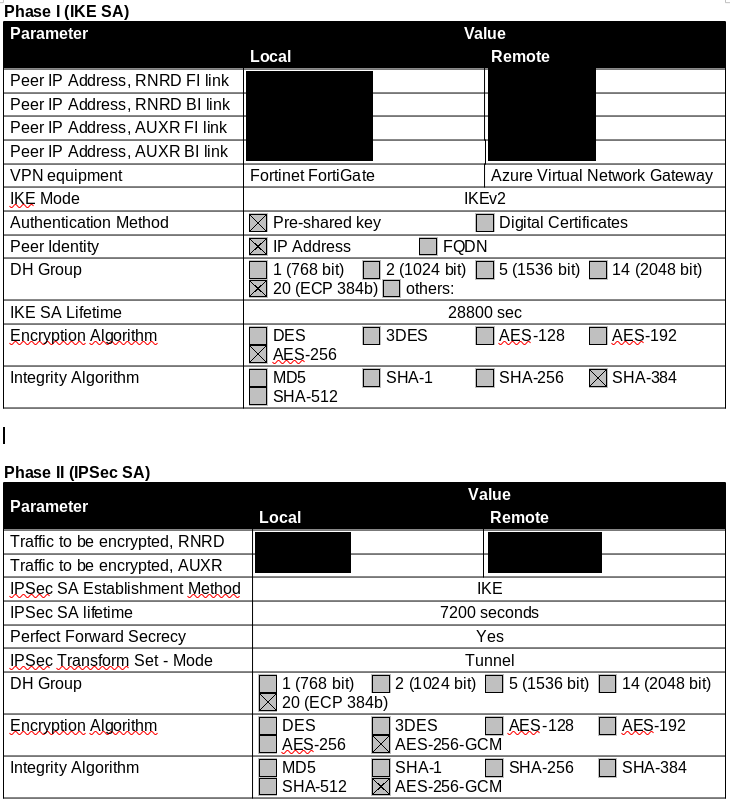 Phase I (IKE SA)
Parameter Value
Local Remote
Peer IP Address, RNRD FI link
Peer IP Address, RNRD BI link
Peer IP Address, AUXR FI link
Peer IP Address, AUXR BI link
VPN equipment Fortinet FortiGate Azure Virtual Network Gateway
IKE Mode IKEv2
Authentication Method Pre-shared key Digital Certificates
Peer Identity IP Address FQDN
DH Group 1 (768 bit) 2 (1024 bit) 5 (1536 bit) 14 (2048 bit)
20 (ECP 384b) others:
IKE SA Lifetime 28800 sec
Encryption Algorithm DES 3DES AES-128 AES-192
AES-256
Integrity Algorithm MD5 SHA-1 SHA-256 SHA-384
SHA-512
Phase II (IPSec SA)
Parameter Value
Local Remote
Traffic to be encrypted, RNRD
Traffic to be encrypted, AUXR
IPSec SA Establishment Method IKE
IPSec SA lifetime 7200 seconds
Perfect Forward Secrecy Yes
IPSec Transform Set - Mode Tunnel
DH Group 1 (768 bit) 2 (1024 bit) 5 (1536 bit) 14 (2048 bit)
20 (ECP 384b)
Encryption Algorithm DES 3DES AES-128 AES-192
AES-256 AES-256-GCM
Integrity Algorithm MD5 SHA-1 SHA-256 SHA-384
SHA-512 AES-256-GCM